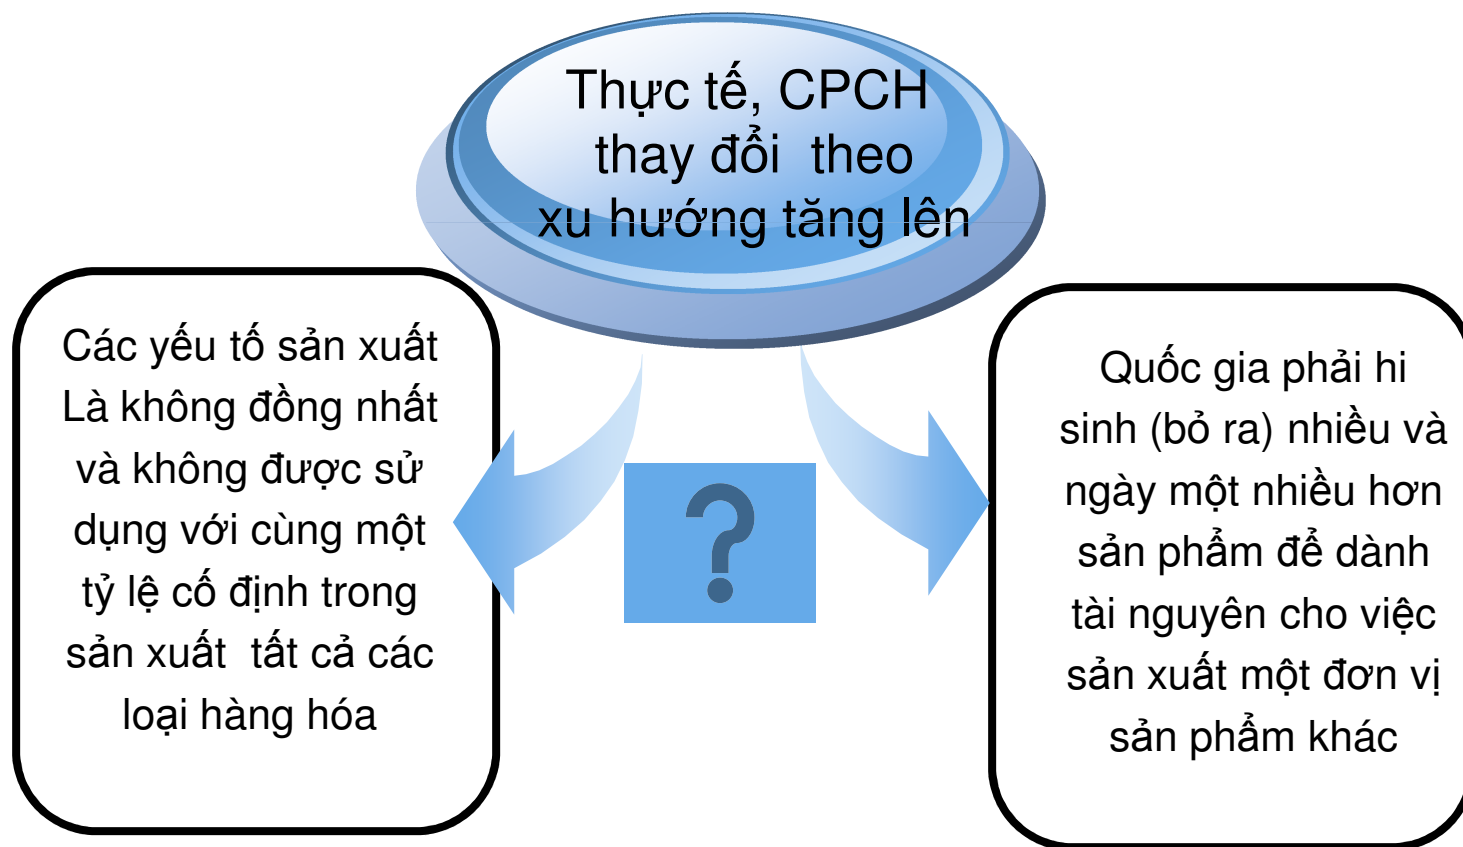 Thực tế, CPCH
thay đổi theo
xu hướng tăng lên
Các yếu tố sản xuất
Là không đồng nhất
và không được sử
dụng với cùng một
tỷ lệ cố định trong
sản xuất tất cả các
loại hàng hóa
?
Quốc gia phải hi
sinh (bỏ ra) nhiều và
ngày một nhiều hơn
sản phẩm để dành
tài nguyên cho việc
sản xuất một đơn vị
sản phẩm khác